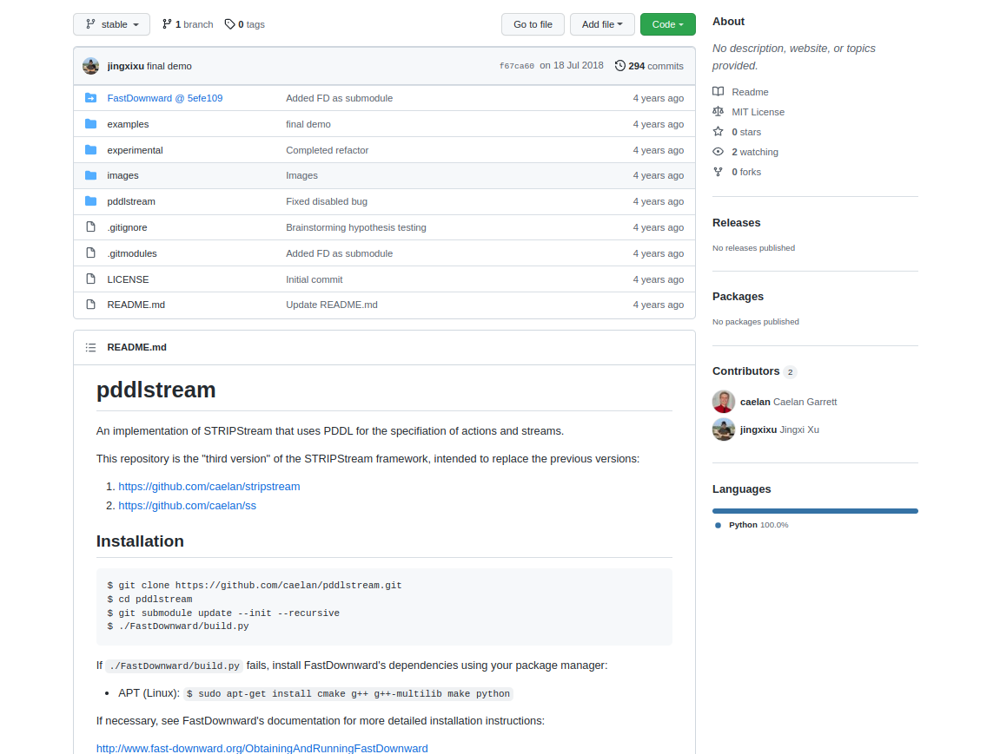 stable
1 branch
0 tags
Go to file
Add file
Code
jingxixu final demo
f67ca60 on 18 Jul 2018
294 commits
FastDownward @ 5efe109 Added FD as submodule 4 years ago
examples final demo 4 years ago
experimental Completed refactor 4 years ago
images Images 4 years ago
pddlstream Fixed disabled bug 4 years ago
.gitignore Brainstorming hypothesis testing 4 years ago
.gitmodules Added FD as submodule 4 years ago
LICENSE Initial commit 4 years ago
README.md Update README.md 4 years ago
README.md
pddlstream
An implementation of STRIPStream that uses PDDL for the specifiation of actions and streams.
This repository is the "third version" of the STRIPStream framework, intended to replace the previous versions:
1. https://github.com/caelan/stripstream
2. https://github.com/caelan/ss
Installation
$ git clone https://github.com/caelan/pddlstream.git
$ cd pddlstream
$ git submodule update --init --recursive
$ ./FastDownward/build.py
If ./FastDownward/build.py fails, install FastDownward's dependencies using your package manager:
• APT (Linux): $ sudo apt-get install cmake g++ g++-multilib make python
If necessary, see FastDownward's documentation for more detailed installation instructions:
http://www.fast-downward.org/ObtainingAndRunningFastDownward
About
No description, website, or topics
provided.
Readme
MIT License
0 stars
2 watching
0 forks
Releases
No releases published
Packages
No packages published
Contributors 2
caelan Caelan Garrett
jingxixu Jingxi Xu
Languages
Python 100.0%